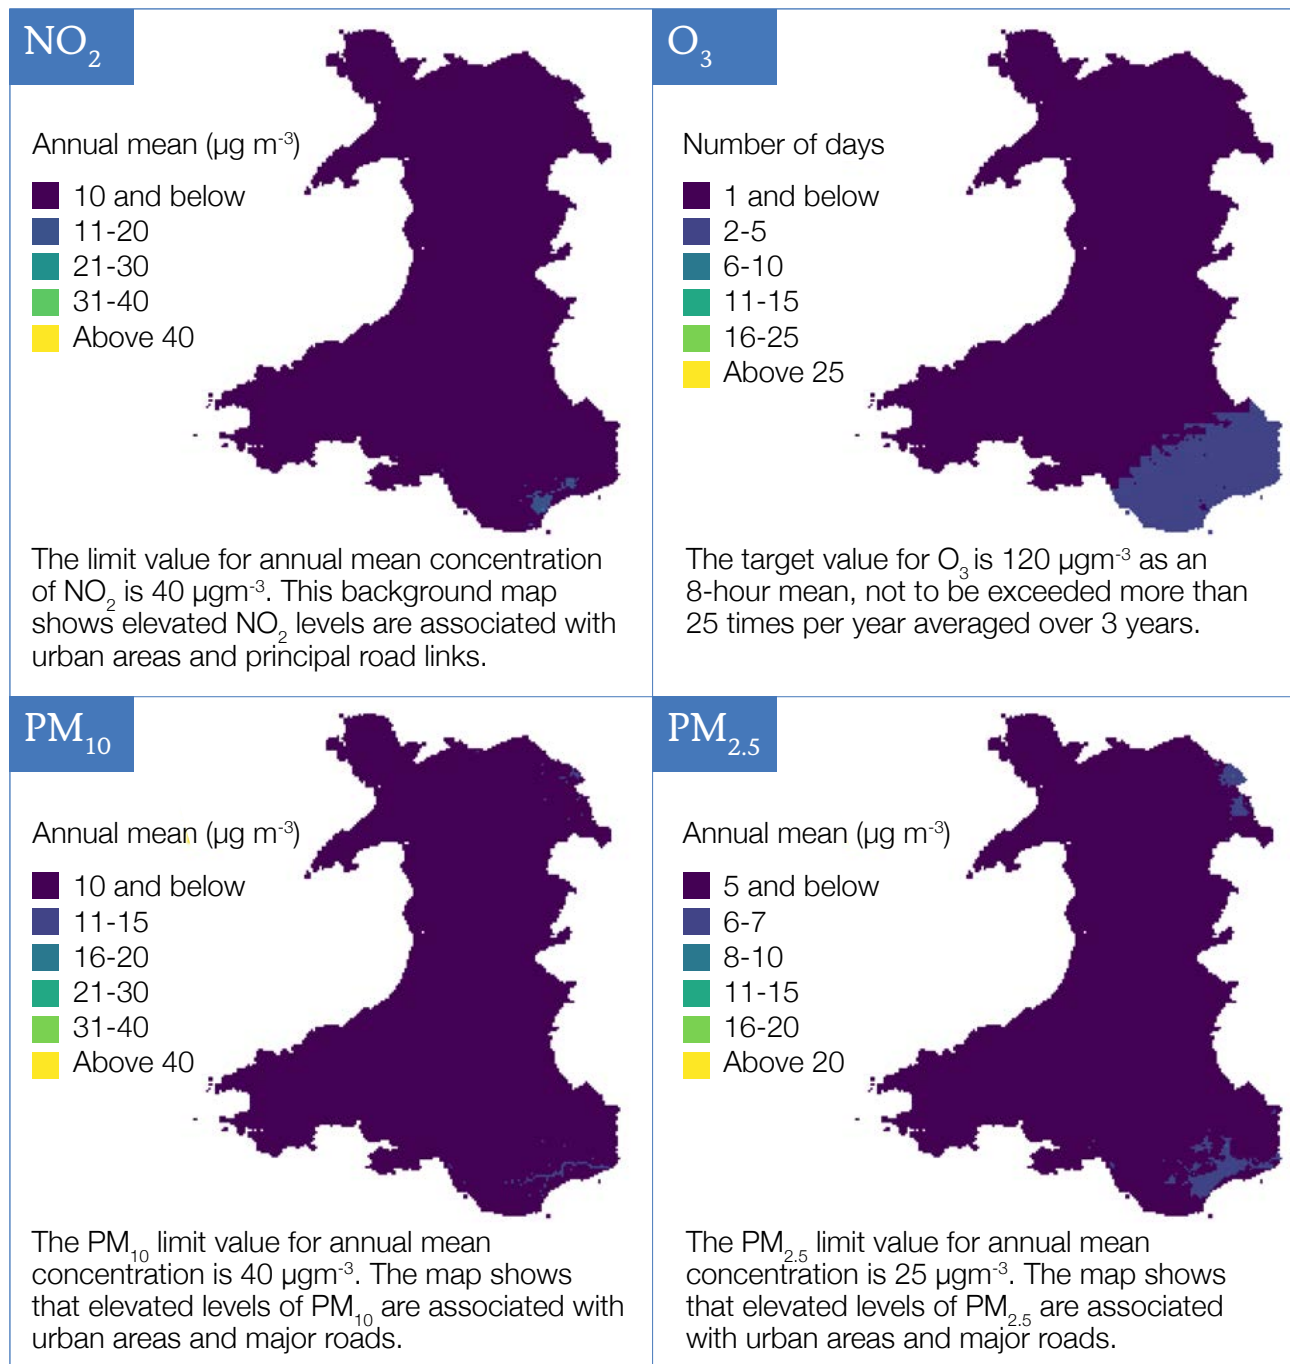 NO₂
Annual mean (µg m⁻³)
10 and below
11-20
21-30
31-40
Above 40
The limit value for annual mean concentration
of NO₂ is 40 µgm⁻³. This background map
shows elevated NO₂ levels are associated with
urban areas and principal road links.
O₃
Number of days
1 and below
2-5
6-10
11-15
16-25
Above 25
The target value for O₃ is 120 µgm⁻³ as an
8-hour mean, not to be exceeded more than
25 times per year averaged over 3 years.
PM₁₀
Annual mean (µg m⁻³)
10 and below
11-15
16-20
21-30
31-40
Above 40
The PM₁₀ limit value for annual mean
concentration is 40 µgm⁻³. The map shows
that elevated levels of PM₁₀ are associated with
urban areas and major roads.
PM₂.₅
Annual mean (µg m⁻³)
5 and below
6-7
8-10
11-15
16-20
Above 20
The PM₂.₅ limit value for annual mean
concentration is 25 µgm⁻³. The map shows
that elevated levels of PM₂.₅ are associated
with urban areas and major roads.